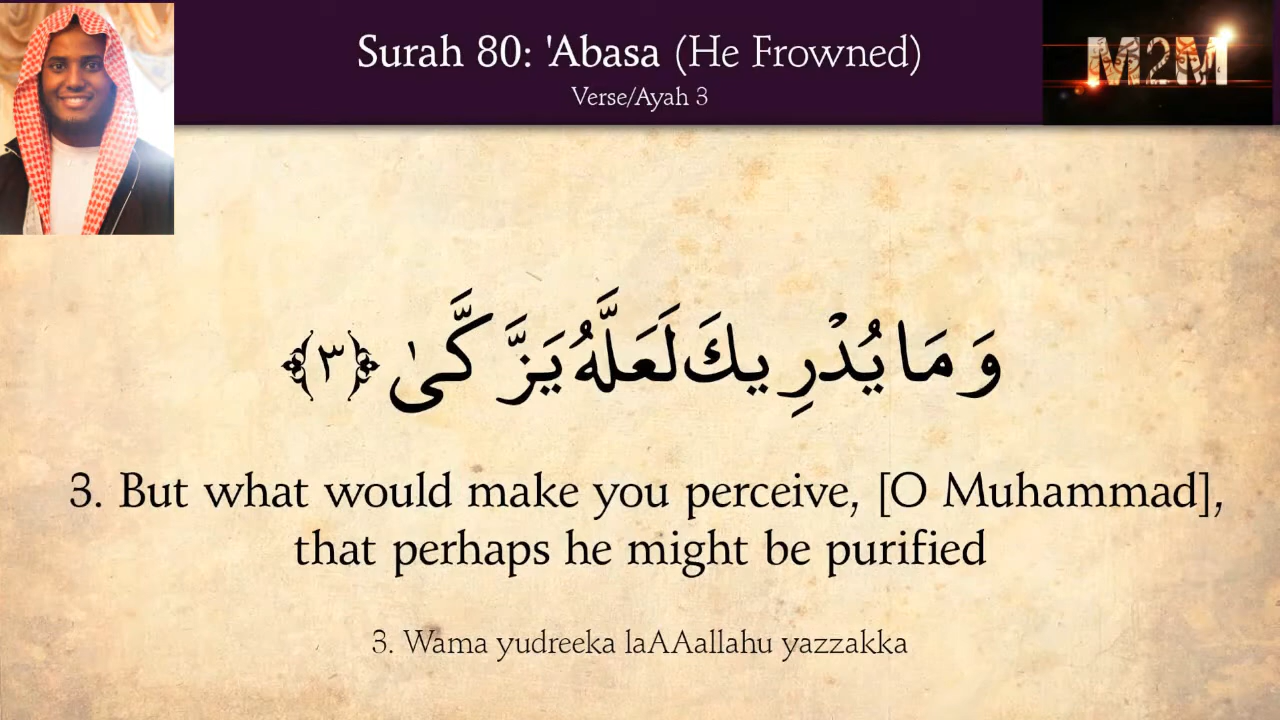 Surah 80: 'Abasa (He Frowned)
Verse/Ayah 3
M2M
وَمَا يُدْرِيكَ لَعَلَّهُ يَزَّكَّىٰ ﴿٣﴾
3. But what would make you perceive, [O Muhammad],
that perhaps he might be purified
3. Wama yudreeka laAAallahu yazzakka